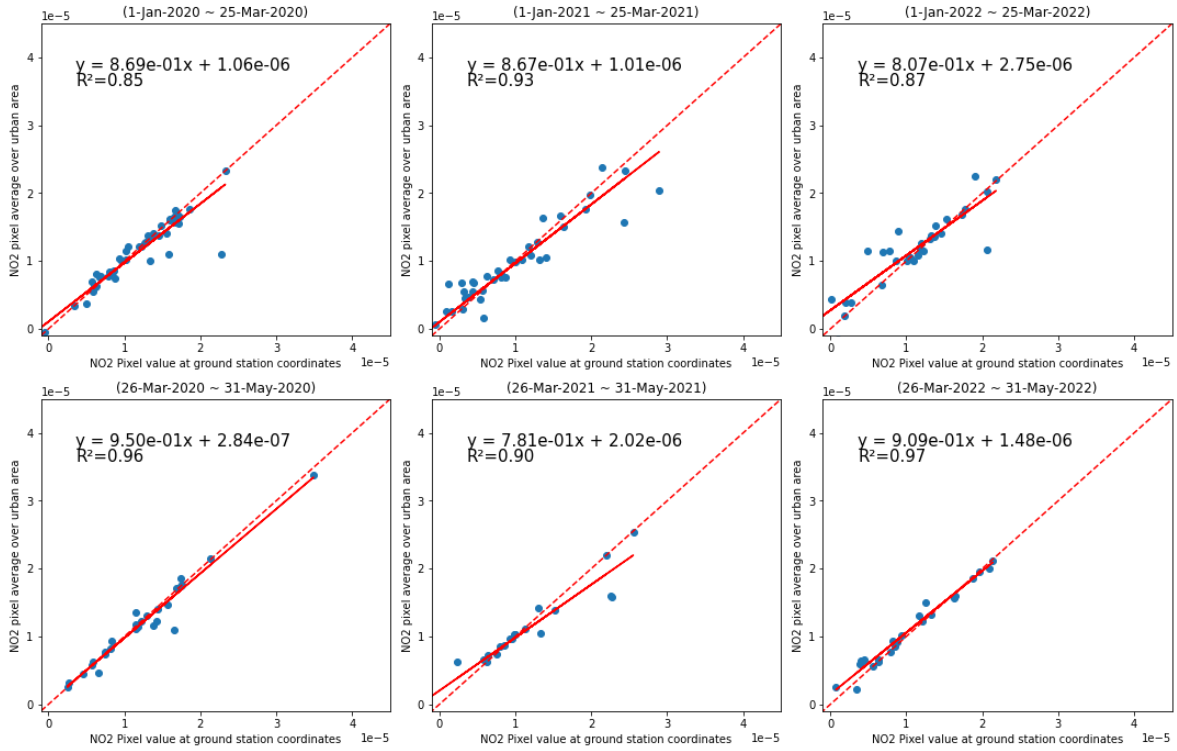 (1-Jan-2020 ~ 25-Mar-2020)
1e−5
y = 8.69e-01x + 1.06e-06
R²=0.85
NO2 pixel average over urban area
4
3
2
1
0
0 1 2 3 4
NO2 Pixel value at ground station coordinates
1e−5
(1-Jan-2021 ~ 25-Mar-2021)
1e−5
y = 8.67e-01x + 1.01e-06
R²=0.93
NO2 pixel average over urban area
4
3
2
1
0
0 1 2 3 4
NO2 Pixel value at ground station coordinates
1e−5
(1-Jan-2022 ~ 25-Mar-2022)
1e−5
y = 8.07e-01x + 2.75e-06
R²=0.87
NO2 pixel average over urban area
4
3
2
1
0
0 1 2 3 4
NO2 Pixel value at ground station coordinates
1e−5
(26-Mar-2020 ~ 31-May-2020)
1e−5
y = 9.50e-01x + 2.84e-07
R²=0.96
NO2 pixel average over urban area
4
3
2
1
0
0 1 2 3 4
NO2 Pixel value at ground station coordinates
1e−5
(26-Mar-2021 ~ 31-May-2021)
1e−5
y = 7.81e-01x + 2.02e-06
R²=0.90
NO2 pixel average over urban area
4
3
2
1
0
0 1 2 3 4
NO2 Pixel value at ground station coordinates
1e−5
(26-Mar-2022 ~ 31-May-2022)
1e−5
y = 9.09e-01x + 1.48e-06
R²=0.97
NO2 pixel average over urban area
4
3
2
1
0
0 1 2 3 4
NO2 Pixel value at ground station coordinates
1e−5